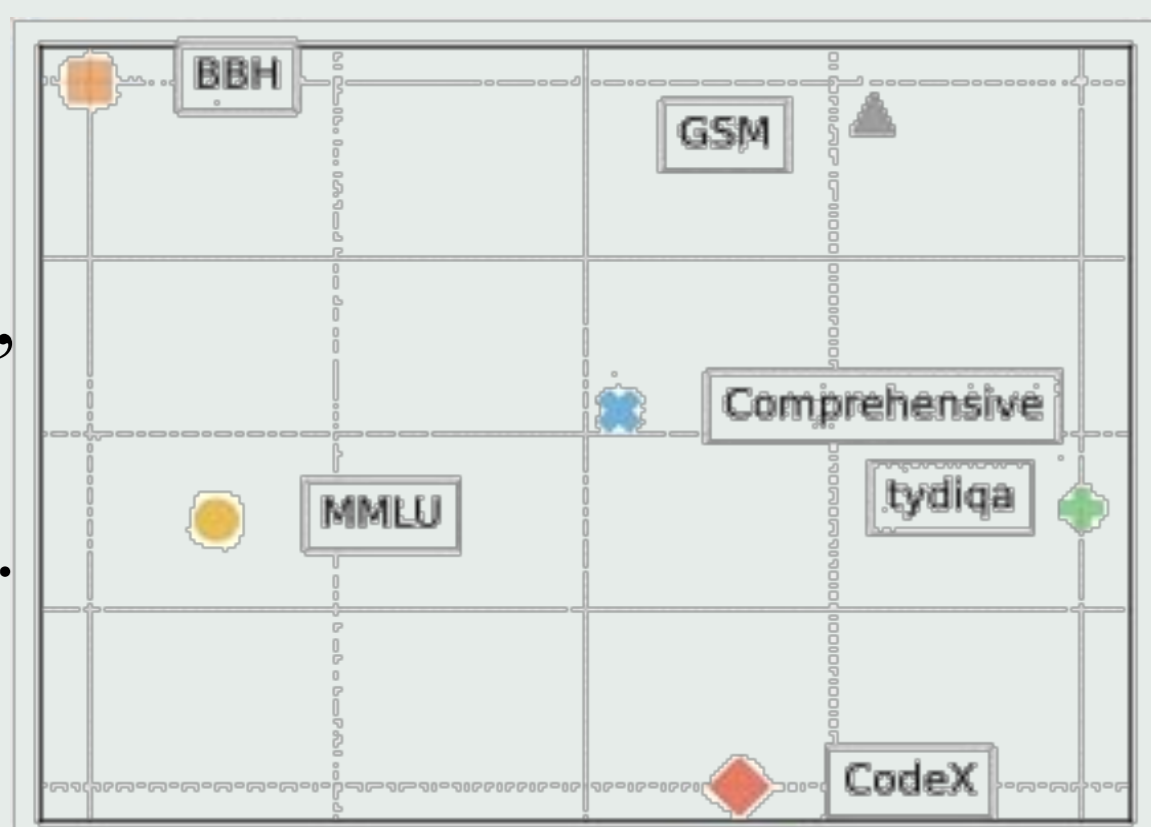 BBH
GSM
,
Comprehensive
tydiqa
MMLU
.
CodeX